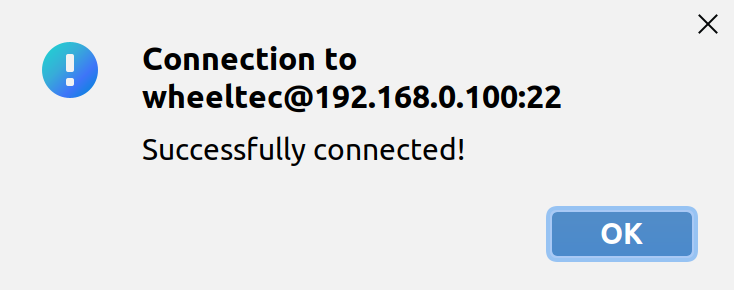 Connection to
wheeltec@192.168.0.100:22
Successfully connected!
OK